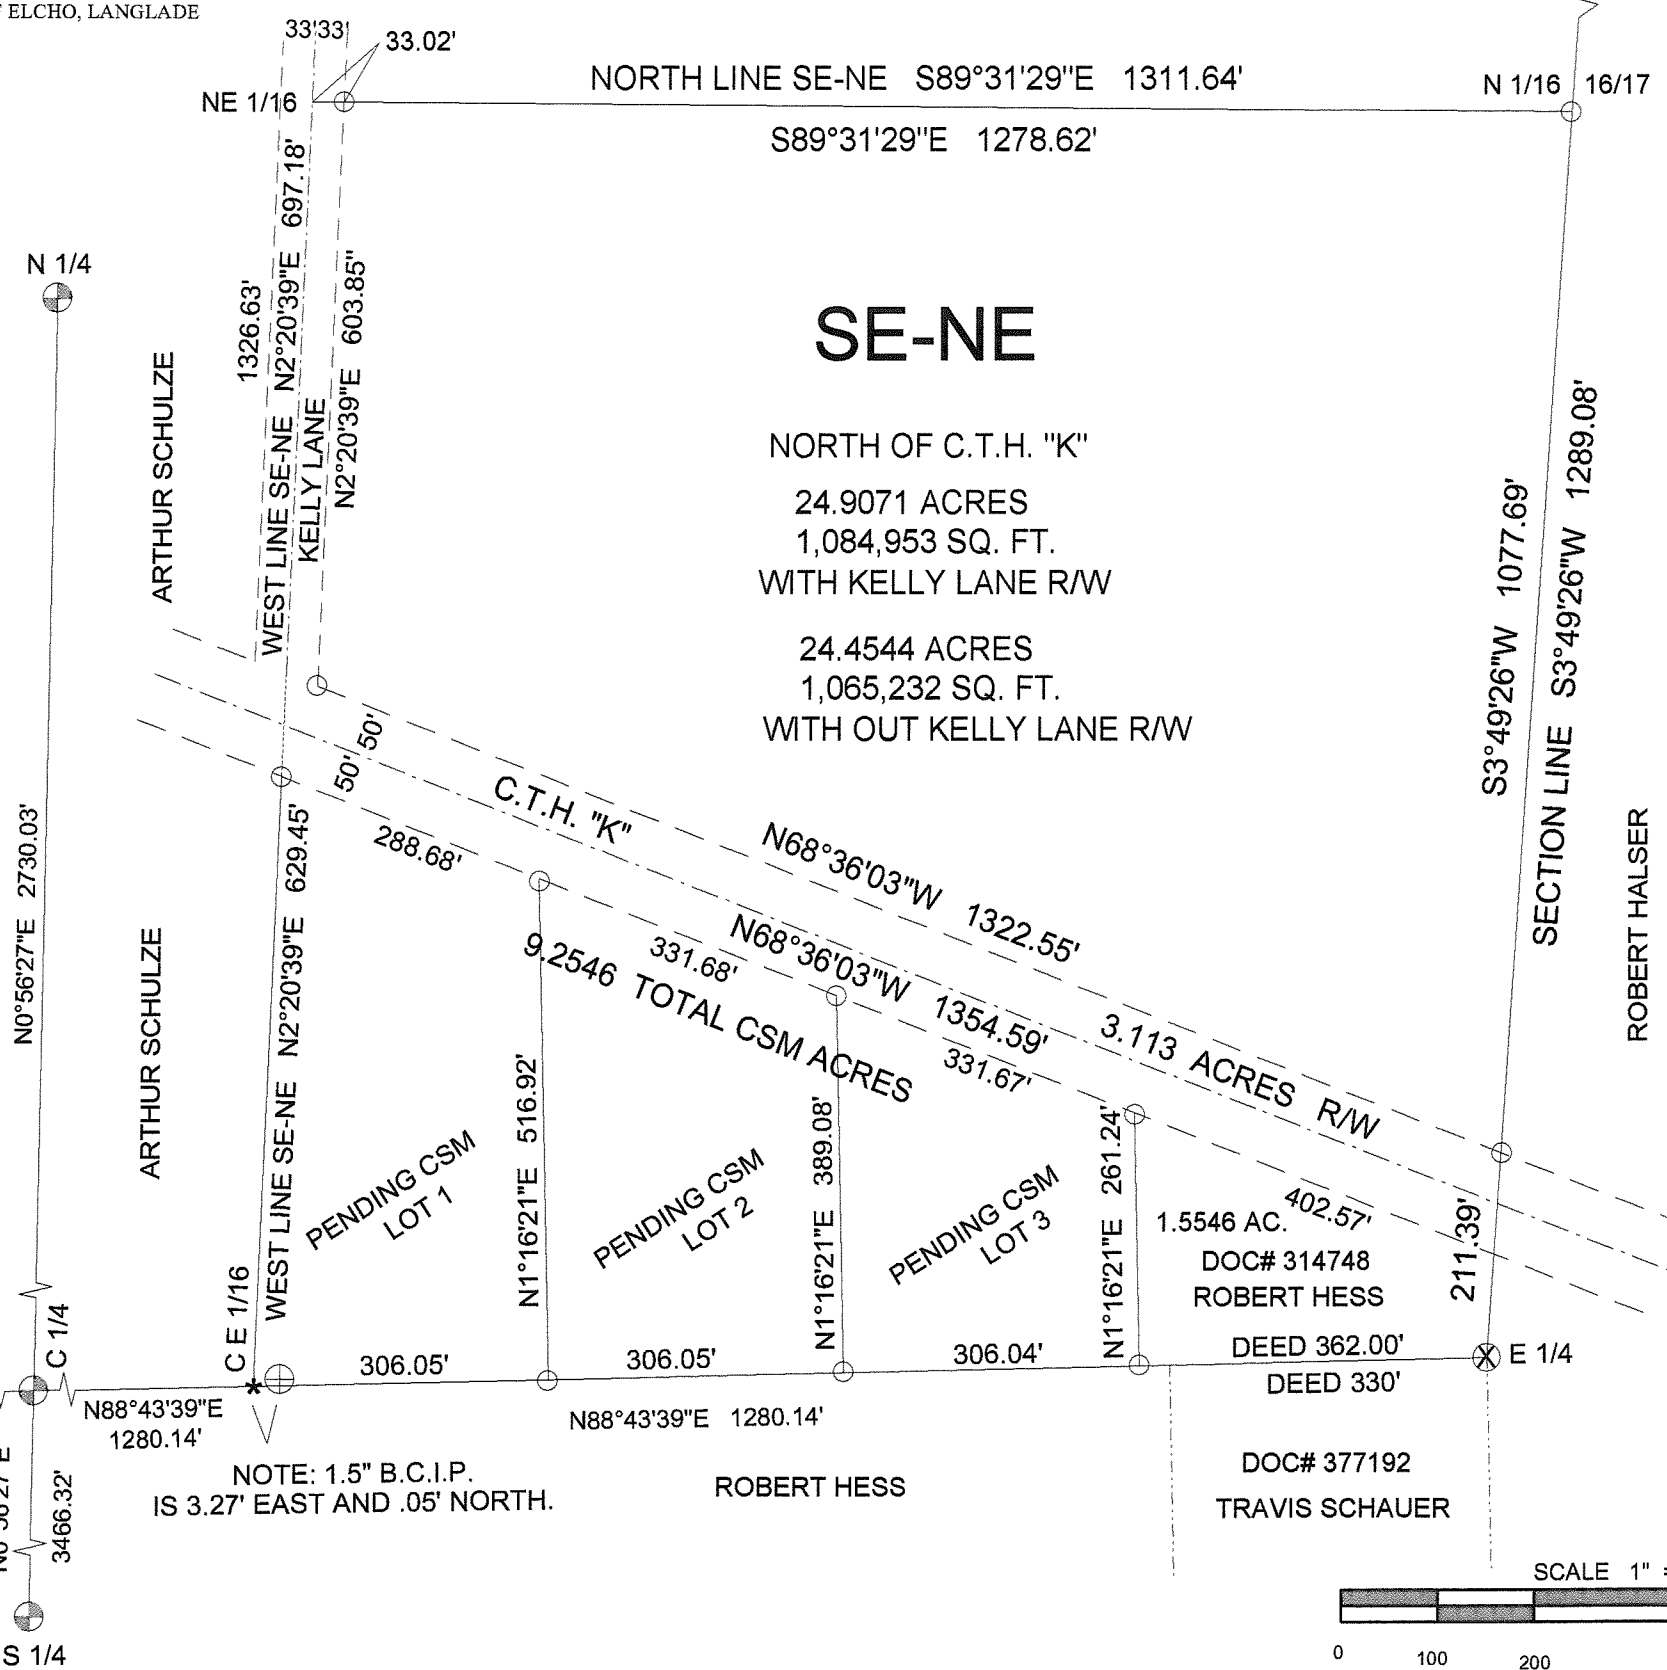 ELCHO, LANGLADE
33'33'
33.02'
NORTH LINE SE-NE S89°31'29"E 1311.64'
NE 1/16
N 1/16 16/17
S89°31'29"E 1278.62'
N 1/4
1326.63'
WEST LINE SE-NE N2°20'39"E 697.18'
KELLY LANE
N2°20'39"E 603.85"
ARTHUR SCHULZE
SE-NE
NORTH OF C.T.H. "K"
24.9071 ACRES
1,084,953 SQ. FT.
WITH KELLY LANE R/W
24.4544 ACRES
1,065,232 SQ. FT.
WITH OUT KELLY LANE R/W
S3°49'26"W 1077.69'
SECTION LINE S3°49'26"W 1289.08'
ROBERT HALSER
50' 50'
C.T.H. "K"
288.68'
N68°36'03"W 1322.55'
N68°36'03"W 1354.59'
331.68'
9.2546 TOTAL CSM ACRES
331.67'
3.113 ACRES R/W
402.57'
N0°56'27"E 2730.03'
ARTHUR SCHULZE
WEST LINE SE-NE N2°20'39"E 629.45'
PENDING CSM
LOT 1
N1°16'21"E 516.92'
PENDING CSM
LOT 2
N1°16'21"E 389.08'
PENDING CSM
LOT 3
N1°16'21"E 261.24'
1.5546 AC.
DOC# 314748
ROBERT HESS
211.39'
C 1/4
C E 1/16
306.05'
306.05'
306.04'
DEED 362.00'
E 1/4
DEED 330'
N88°43'39"E
1280.14'
N88°43'39"E 1280.14'
NOTE: 1.5" B.C.I.P.
IS 3.27' EAST AND .05' NORTH.
ROBERT HESS
DOC# 377192
TRAVIS SCHAUER
3466.32'
S 1/4
SCALE 1" =
0 100 200